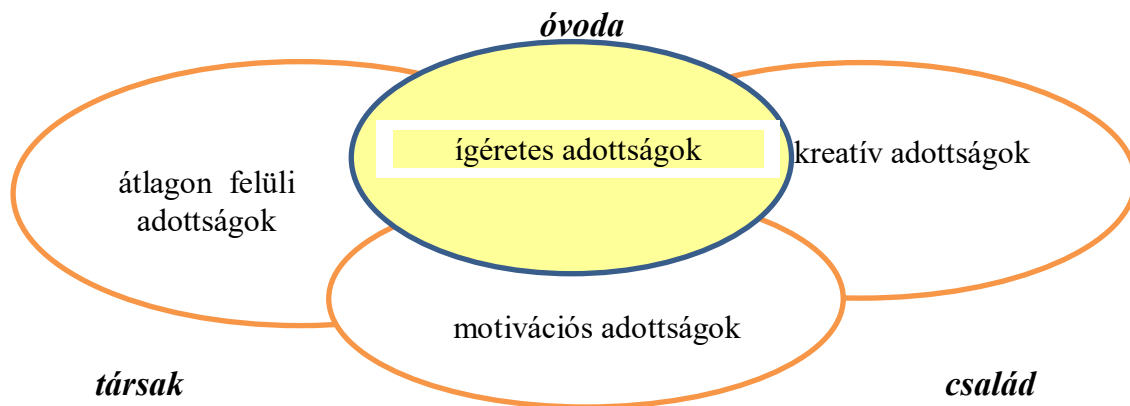 óvoda
ígéretes adottságok
kreatív adottságok
átlagon felüli
adottságok
motivációs adottságok
társak
család